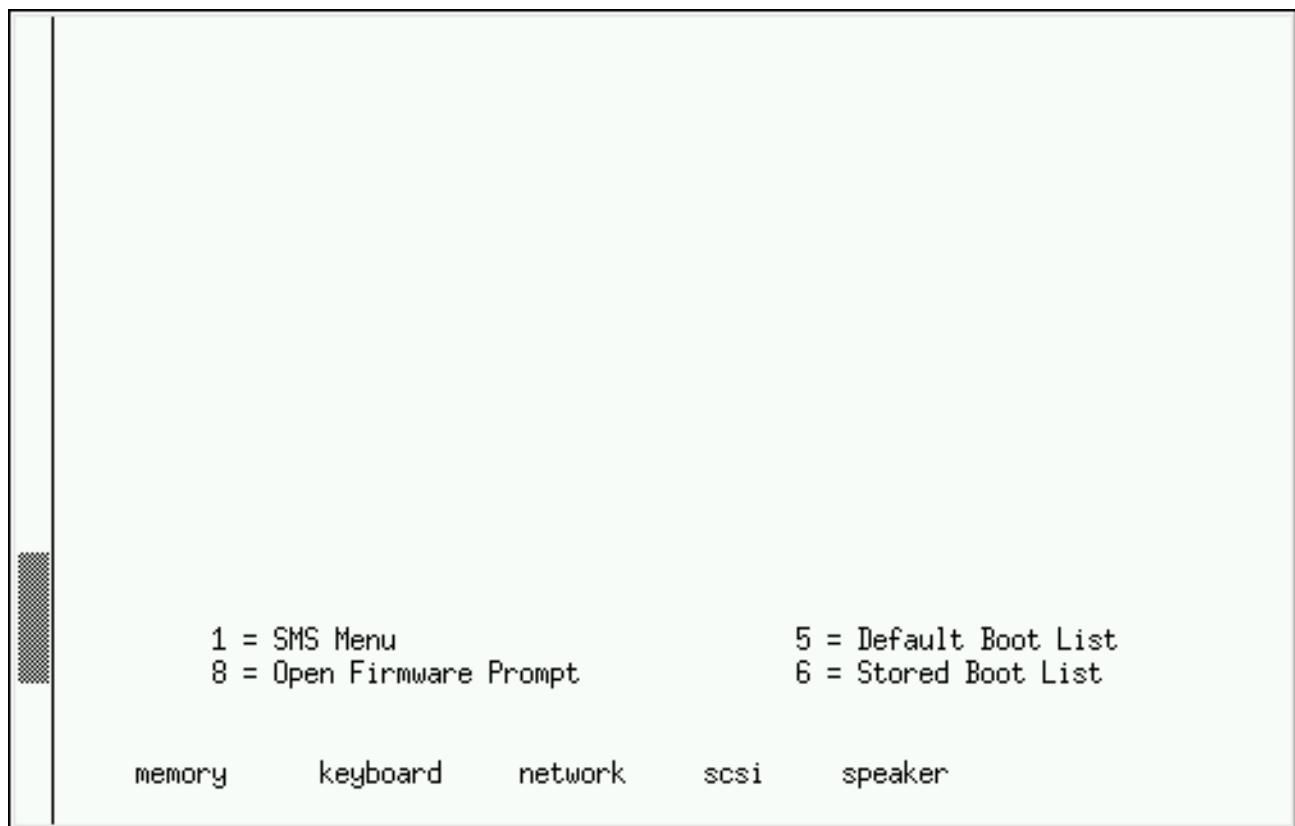 1 = SMS Menu 5 = Default Boot List
8 = Open Firmware Prompt 6 = Stored Boot List
memory keyboard network scsi speaker